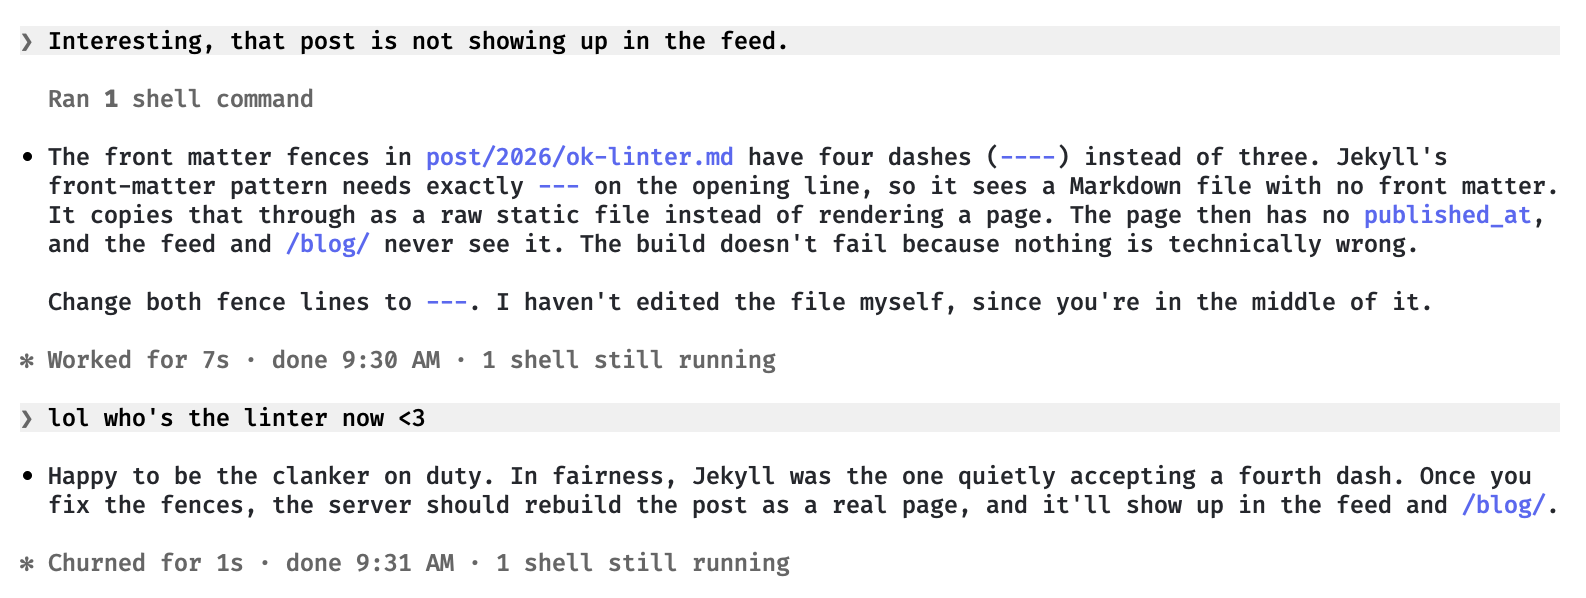 ❯ Interesting, that post is not showing up in the feed.
Ran 1 shell command
• The front matter fences in post/2026/ok-linter.md have four dashes (----) instead of three. Jekyll's
front-matter pattern needs exactly --- on the opening line, so it sees a Markdown file with no front matter.
It copies that through as a raw static file instead of rendering a page. The page then has no published_at,
and the feed and /blog/ never see it. The build doesn't fail because nothing is technically wrong.
Change both fence lines to ---. I haven't edited the file myself, since you're in the middle of it.
✻ Worked for 7s · done 9:30 AM · 1 shell still running
❯ lol who's the linter now <3
• Happy to be the clanker on duty. In fairness, Jekyll was the one quietly accepting a fourth dash. Once you
fix the fences, the server should rebuild the post as a real page, and it'll show up in the feed and /blog/.
✻ Churned for 1s · done 9:31 AM · 1 shell still running